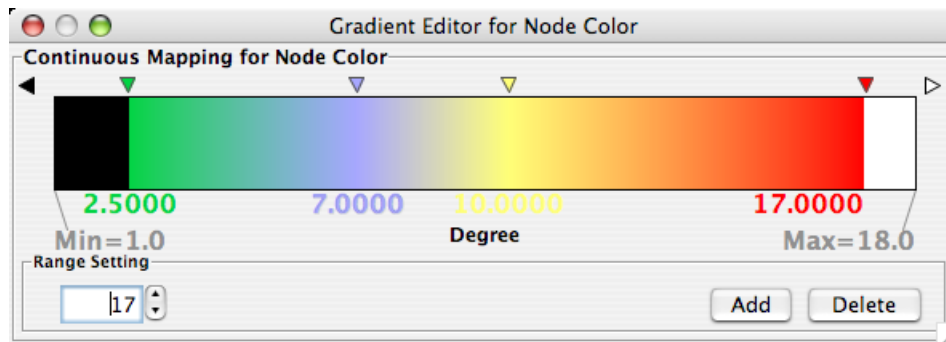 Gradient Editor for Node Color
Continuous Mapping for Node Color
2.5000 7.0000 10.0000 17.0000
Min=1.0 Degree Max=18.0
Range Setting
17 Add Delete